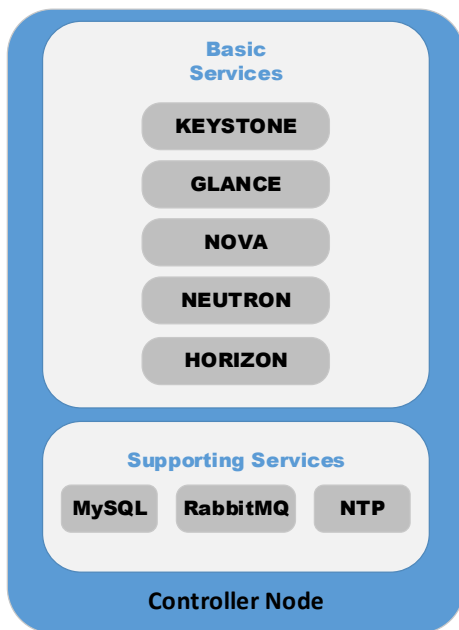 Basic
Services
KEYSTONE
GLANCE
NOVA
NEUTRON
HORIZON
Supporting Services
MySQL RabbitMQ NTP
Controller Node